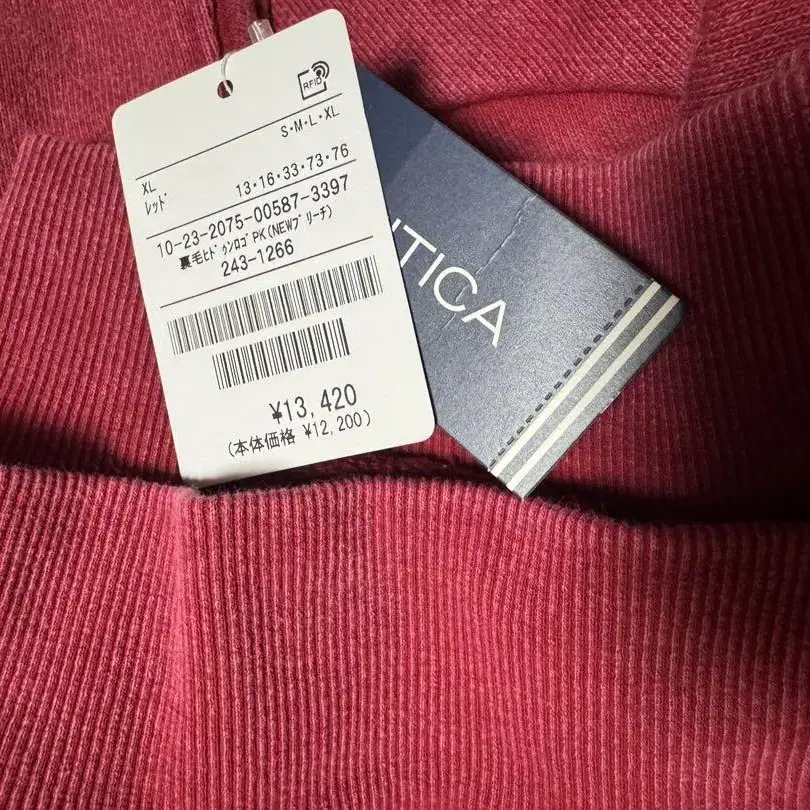 RFID
S・M・L・XL
XL
レッド 13・16・33・73・76
10-23-2075-00587-3397
裏毛ヒドゥンロゴPK(NEWブリーチ)
243-1266
¥13,420
(本体価格 ¥12,200)
TICA